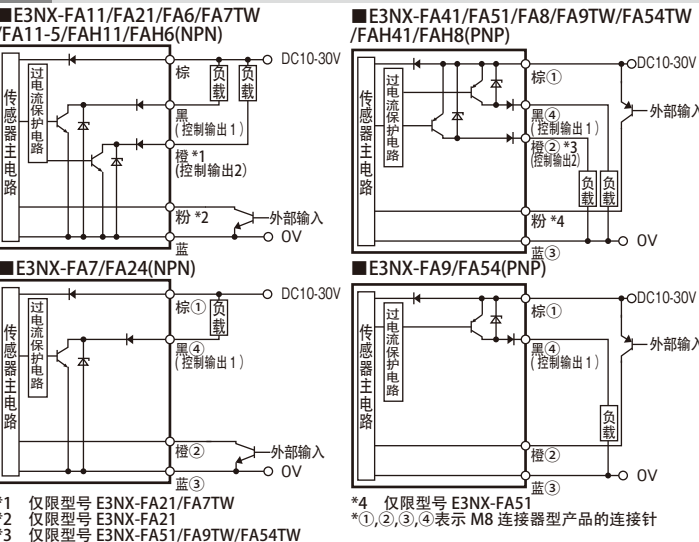 ■E3NX-FA11/FA21/FA6/FA7TW
/FA11-5/FAH11/FAH6(NPN)
传感器主电路
过电流保护电路
棕
负载
负载
DC10-30V
黑
(控制输出1)
橙 *1
(控制输出2)
粉 *2
外部输入
0V
蓝
■E3NX-FA41/FA51/FA8/FA9TW/FA54TW
/FAH41/FAH8(PNP)
传感器主电路
过电流保护电路
棕①
DC10-30V
黑④
(控制输出1)
外部输入
橙② *3
(控制输出2)
负载
负载
粉 *4
0V
蓝③
■E3NX-FA7/FA24(NPN)
传感器主电路
过电流保护电路
棕①
负载
DC10-30V
黑④
(控制输出1)
橙②
外部输入
0V
蓝③
■E3NX-FA9/FA54(PNP)
传感器主电路
过电流保护电路
棕①
DC10-30V
黑④
(控制输出1)
外部输入
负载
橙②
0V
蓝③
*1 仅限型号 E3NX-FA21/FA7TW
*2 仅限型号 E3NX-FA21
*3 仅限型号 E3NX-FA51/FA9TW/FA54TW
*4 仅限型号 E3NX-FA51
*①,②,③,④表示 M8 连接器型产品的连接针